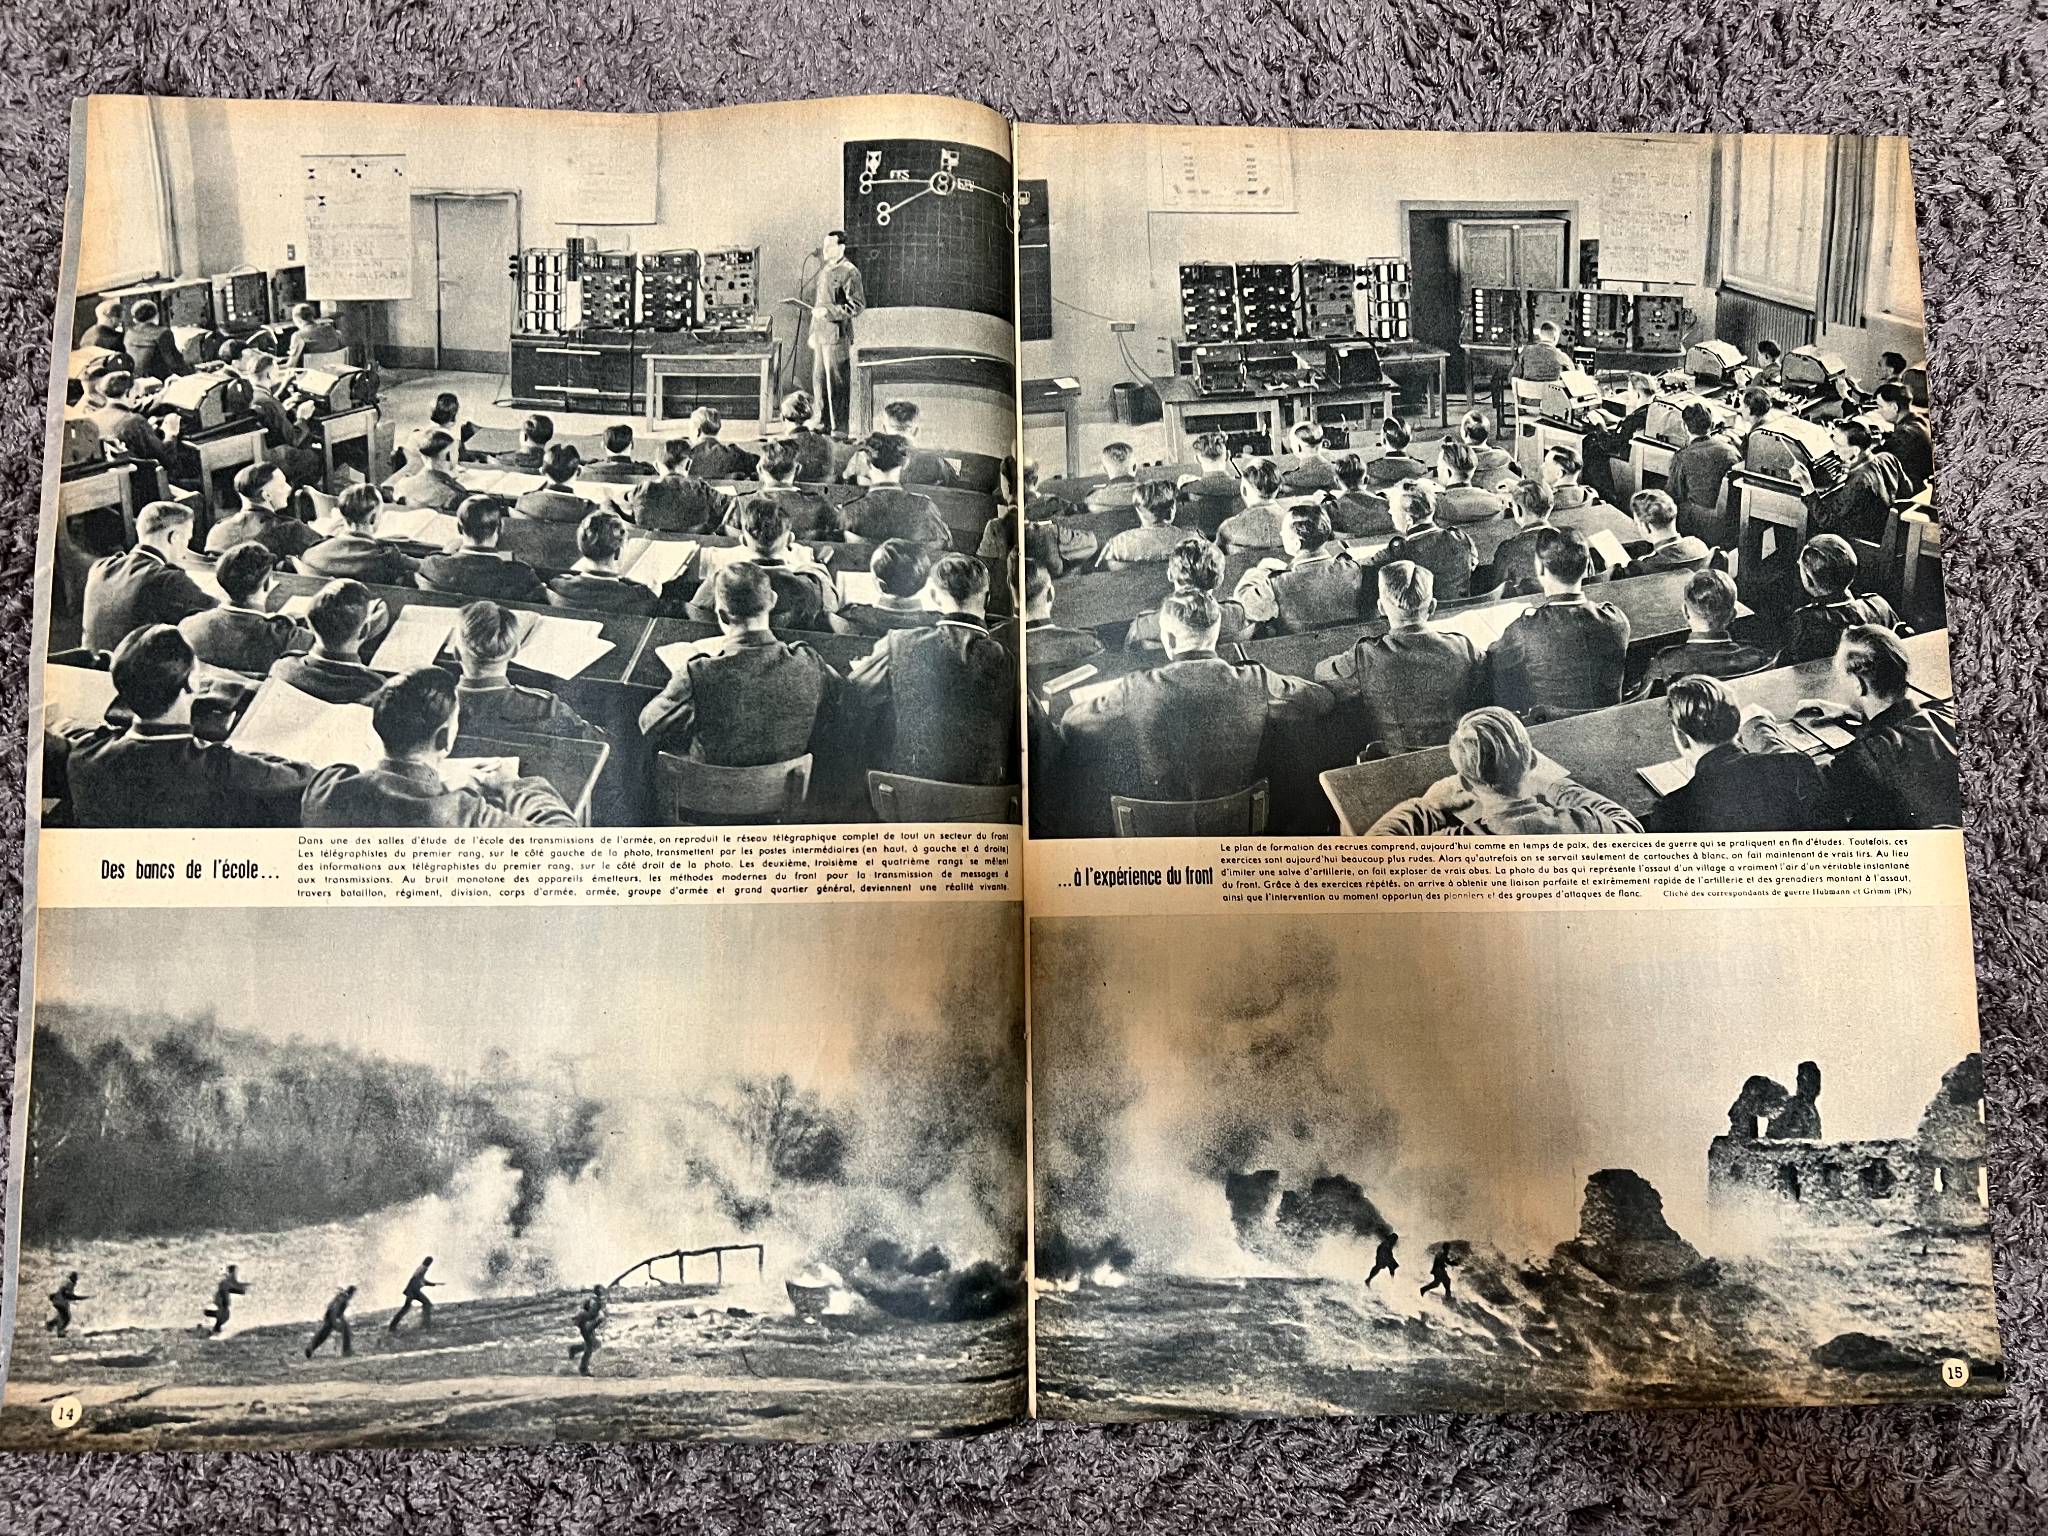 FFS
Des bancs de l'école...
Dans une des salles d'étude de l'école des transmissions de l'armée, on reproduit le réseau télégraphique complet de tout un secteur du front
Les télégraphistes du premier rang, sur le côté gauche de la photo, transmettent par les postes intermédiaires (en haut, à gauche et à droite)
des informations aux télégraphistes du premier rang, sur le côté droit de la photo. Les deuxième, troisième et quatrième rangs se mêlent
aux transmissions. Au bruit monotone des appareils émetteurs, les méthodes modernes du front pour la transmission de messages à
travers bataillon, régiment, division, corps d'armée, armée, groupe d'armée et grand quartier général, deviennent une réalité vivante.
...à l'expérience du front
Le plan de formation des recrues comprend, aujourd'hui comme en temps de paix, des exercices de guerre qui se pratiquent en fin d'études. Toutefois, ces
exercices sont aujourd'hui beaucoup plus rudes. Alors qu'autrefois on se servait seulement de cartouches à blanc, on fait maintenant de vrais tirs. Au lieu
d'imiter une salve d'artillerie, on fait exploser de vrais obus. La photo du bas qui représente l'assaut d'un village a vraiment l'air d'un véritable instantané
du front. Grâce à des exercices répétés, on arrive à obtenir une liaison parfaite et extrêmement rapide de l'artillerie et des grenadiers montant à l'assaut,
ainsi que l'intervention au moment opportun des pionniers et des groupes d'attaques de flanc. Cliché des correspondants de guerre Hubmann et Grimm (PK)
14
15